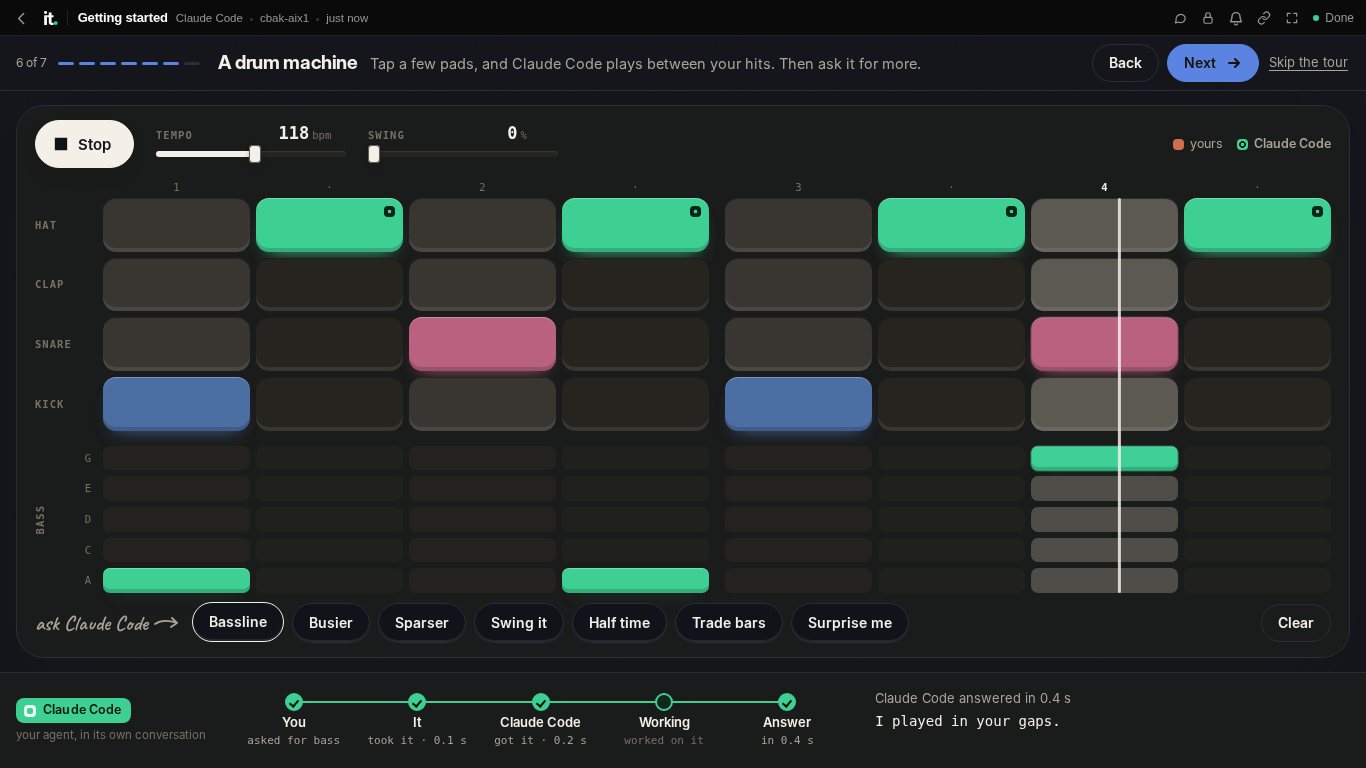 it. Getting started Claude Code • cbak-aix1 • just now Done
6 of 7 A drum machine Tap a few pads, and Claude Code plays between your hits. Then ask it for more. Back Next → Skip the tour
Stop TEMPO 118 bpm SWING 0 % yours Claude Code
1 · 2 · 3 · 4 ·
HAT
CLAP
SNARE
KICK
BASS
G
E
D
C
A
ask Claude Code → Bassline Busier Sparser Swing it Half time Trade bars Surprise me Clear
Claude Code
your agent, in its own conversation
You It Claude Code Working Answer
asked for bass took it · 0.1 s got it · 0.2 s worked on it in 0.4 s
Claude Code answered in 0.4 s
I played in your gaps.